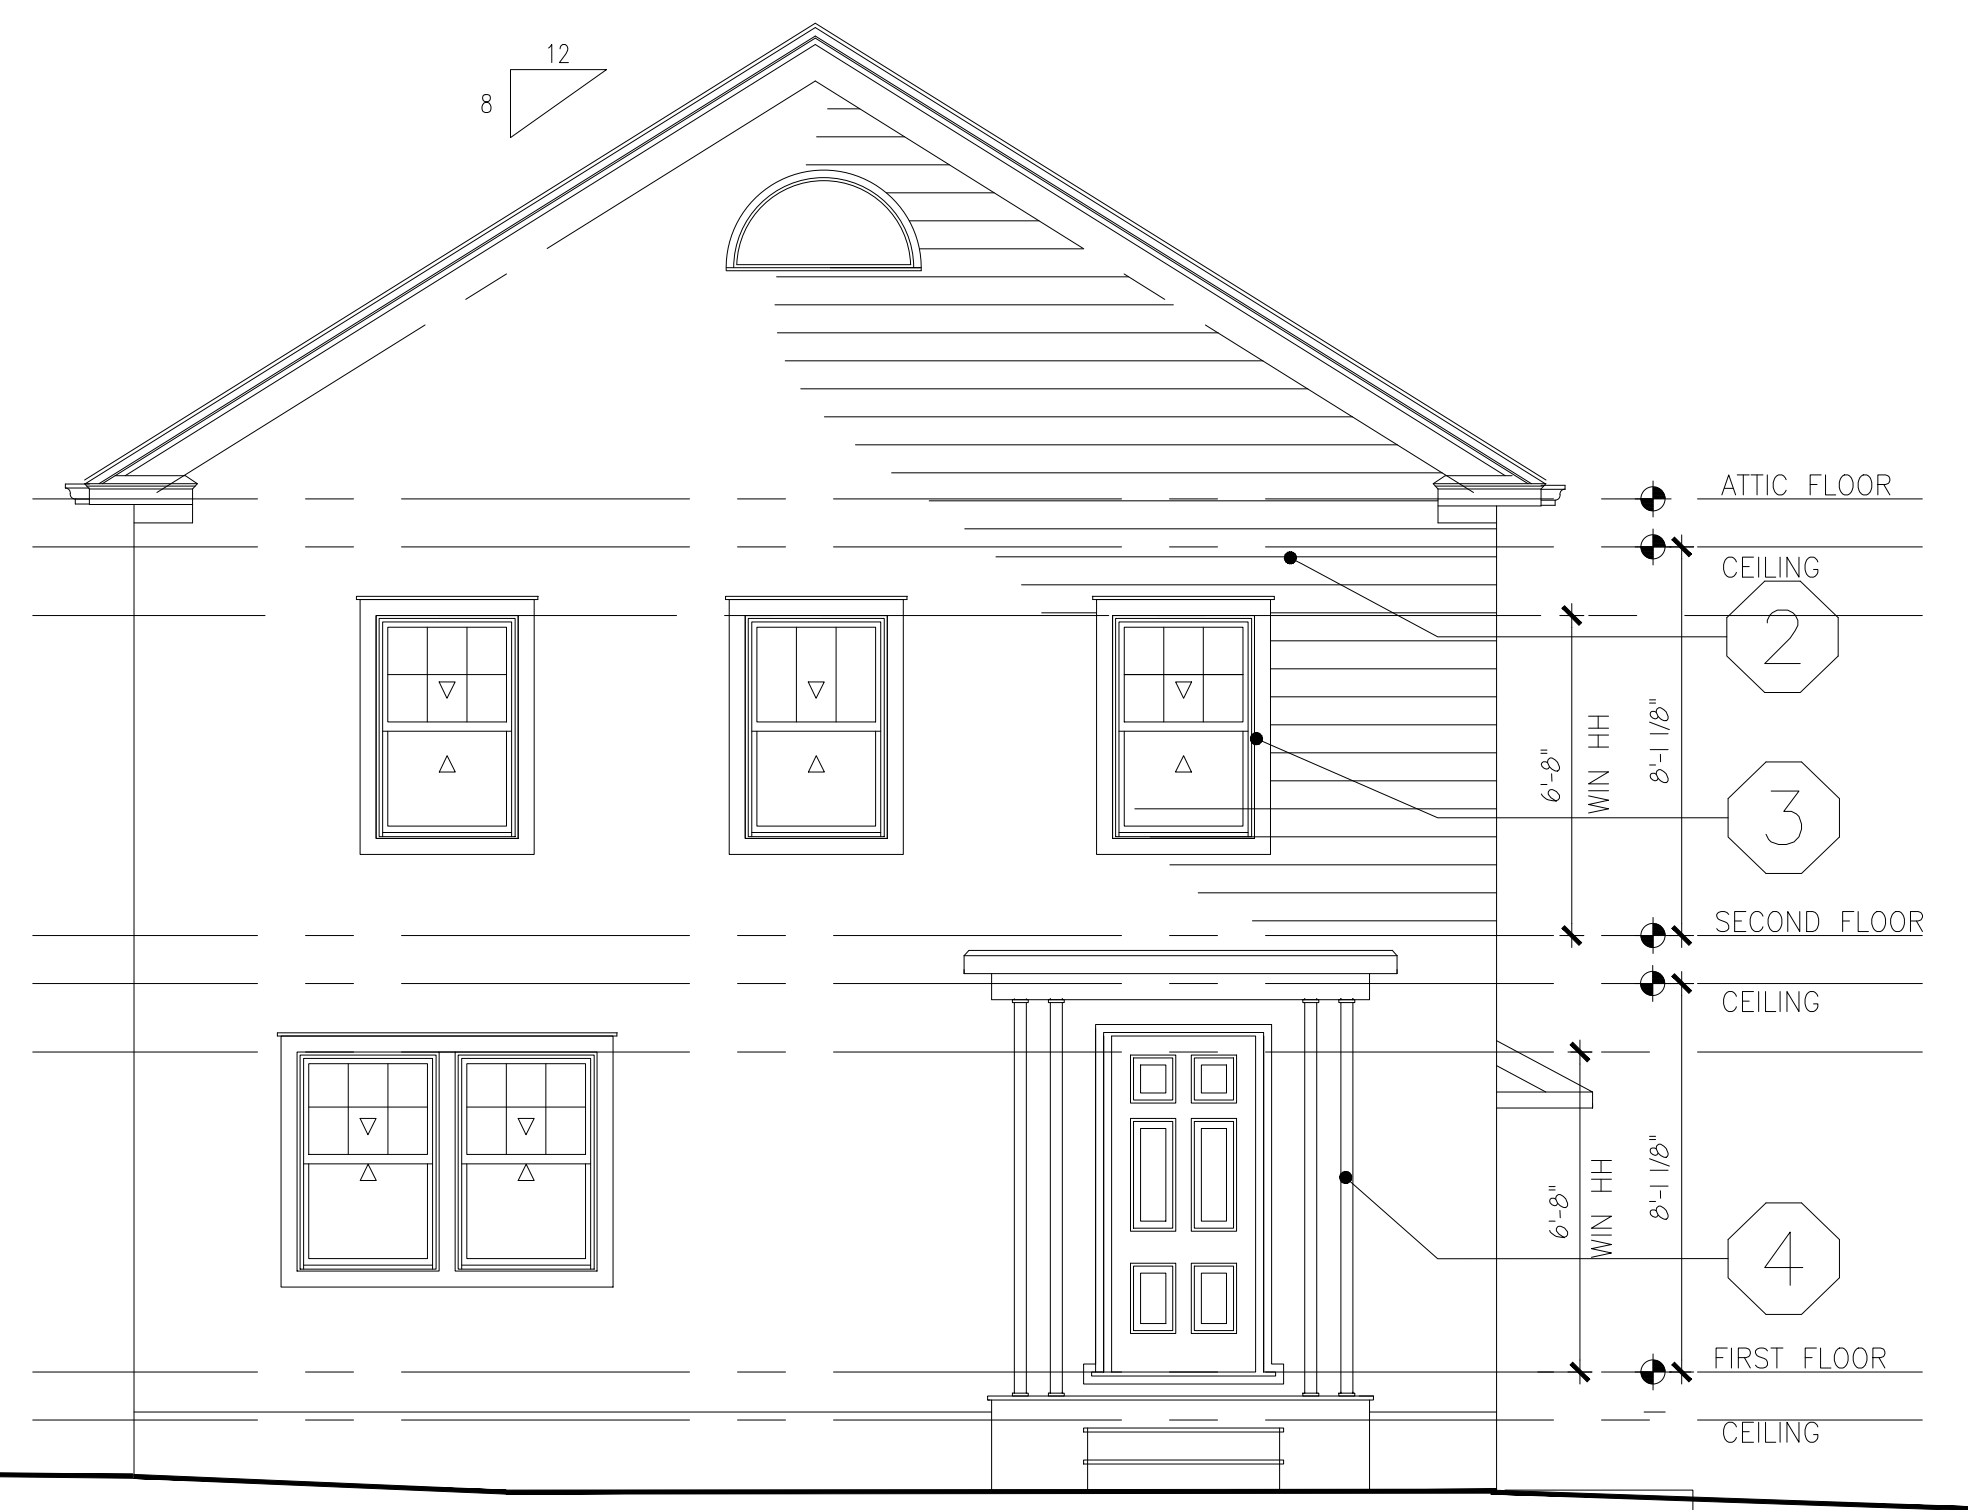 12
8
ATTIC FLOOR
CEILING
2
8'-1 1/8"
6'-8"
WIN HH
3
SECOND FLOOR
CEILING
8'-1 1/8"
6'-8"
WIN HH
4
FIRST FLOOR
CEILING